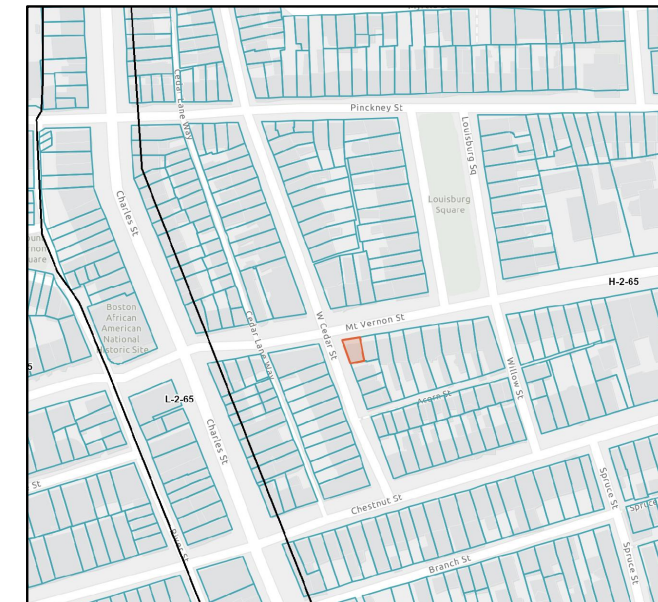 Cedar Lane Way
Pinckney St
Louisburg Sq
Louisburg
Square
Charles St
H-2-65
Boston
African
American
National
Historic Site
W Cedar St
Mt Vernon St
Cedar Lane Way
Willow St
L-2-65
Acorn St
Charles St
St
Chestnut St
Spruce St
Spruce
Branch St
Spruce St